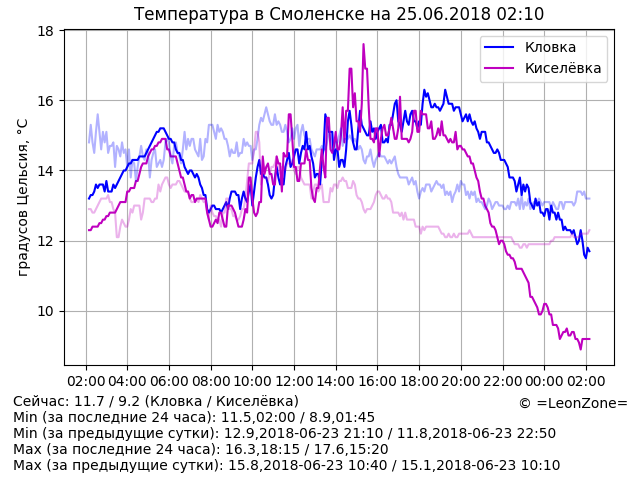 Температура в Смоленске на 25.06.2018 02:10
18
16
14
12
10
градусов Цельсия, °C
Кловка
Киселёвка
02:00 04:00 06:00 08:00 10:00 12:00 14:00 16:00 18:00 20:00 22:00 00:00 02:00
Сейчас: 11.7 / 9.2 (Кловка / Киселёвка)
© =LeonZone=
Min (за последние 24 часа): 11.5,02:00 / 8.9,01:45
Min (за предыдущие сутки): 12.9,2018-06-23 21:10 / 11.8,2018-06-23 22:50
Max (за последние 24 часа): 16.3,18:15 / 17.6,15:20
Max (за предыдущие сутки): 15.8,2018-06-23 10:40 / 15.1,2018-06-23 10:10